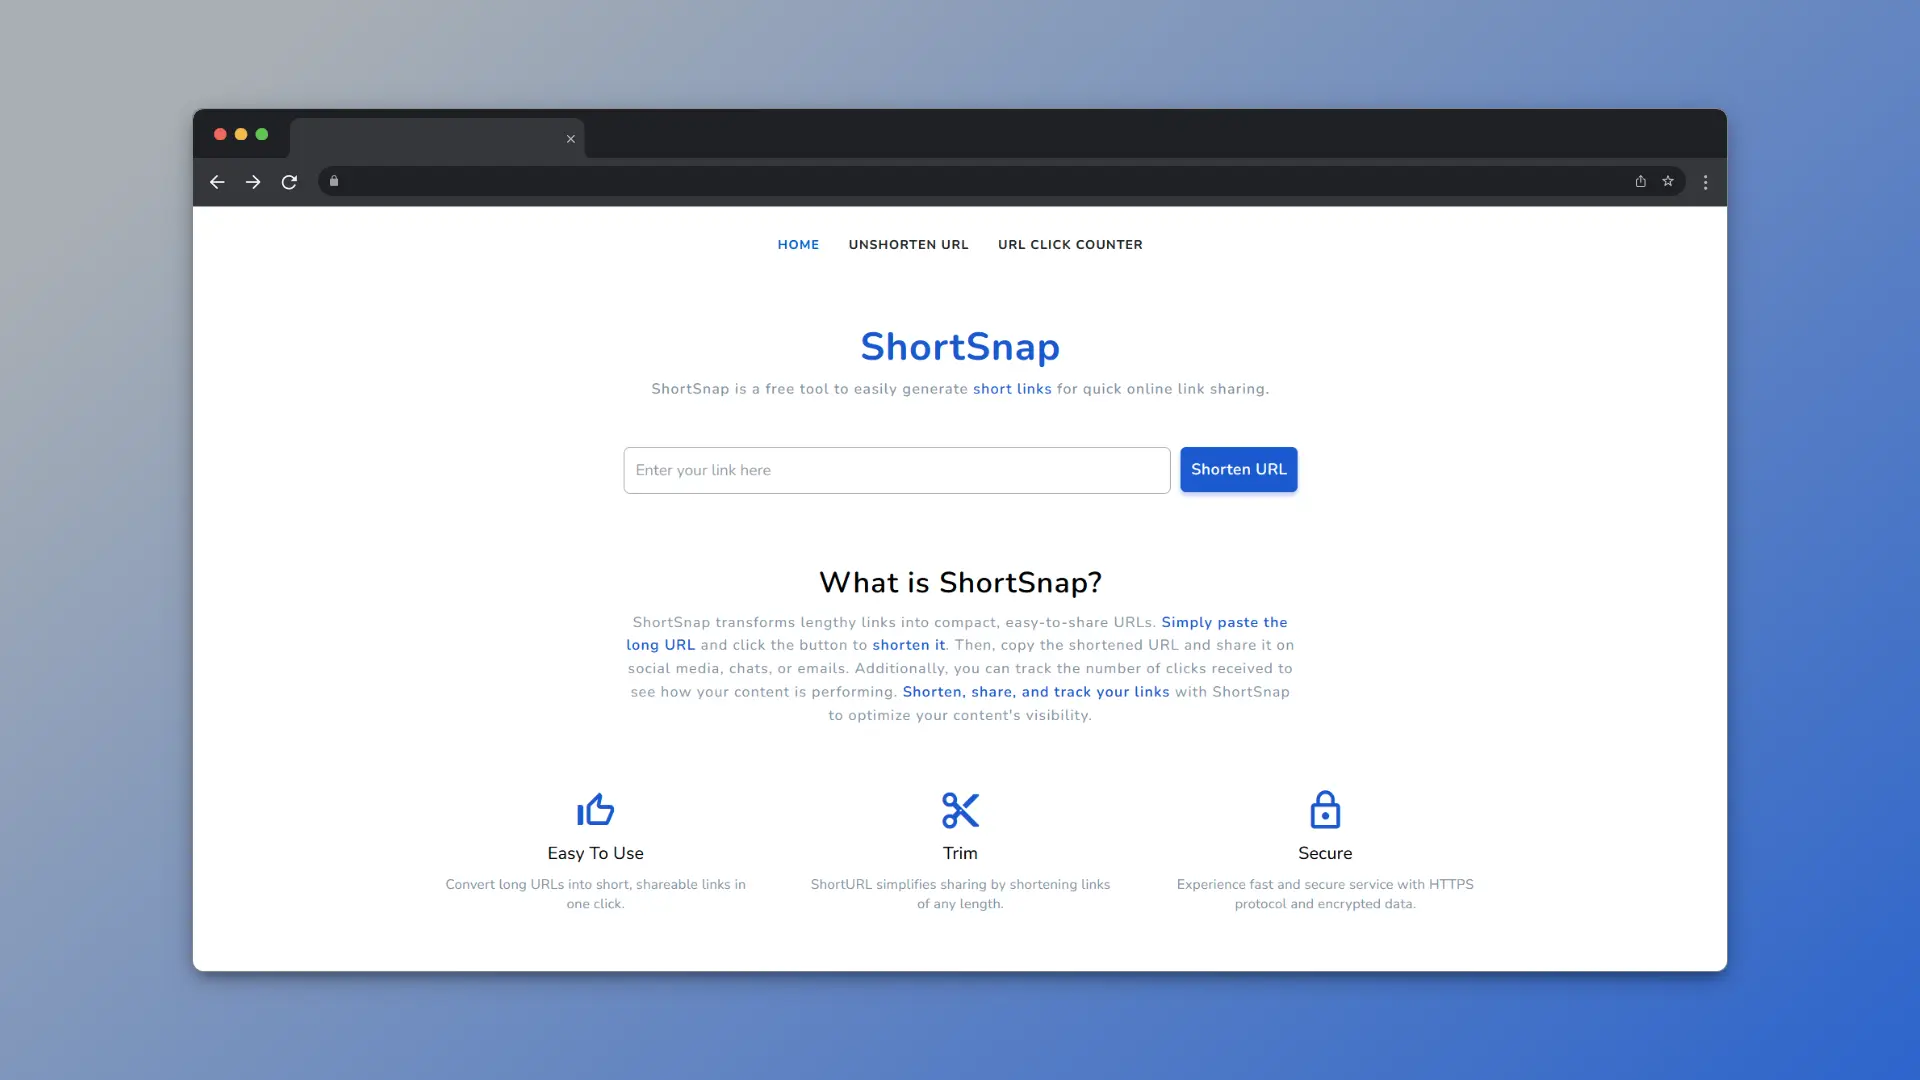 HOME UNSHORTEN URL URL CLICK COUNTER
ShortSnap
ShortSnap is a free tool to easily generate short links for quick online link sharing.
Enter your link here
Shorten URL
What is ShortSnap?
ShortSnap transforms lengthy links into compact, easy-to-share URLs. Simply paste the
long URL and click the button to shorten it. Then, copy the shortened URL and share it on
social media, chats, or emails. Additionally, you can track the number of clicks received to
see how your content is performing. Shorten, share, and track your links with ShortSnap
to optimize your content's visibility.
Easy To Use
Convert long URLs into short, shareable links in
one click.
Trim
ShortURL simplifies sharing by shortening links
of any length.
Secure
Experience fast and secure service with HTTPS
protocol and encrypted data.